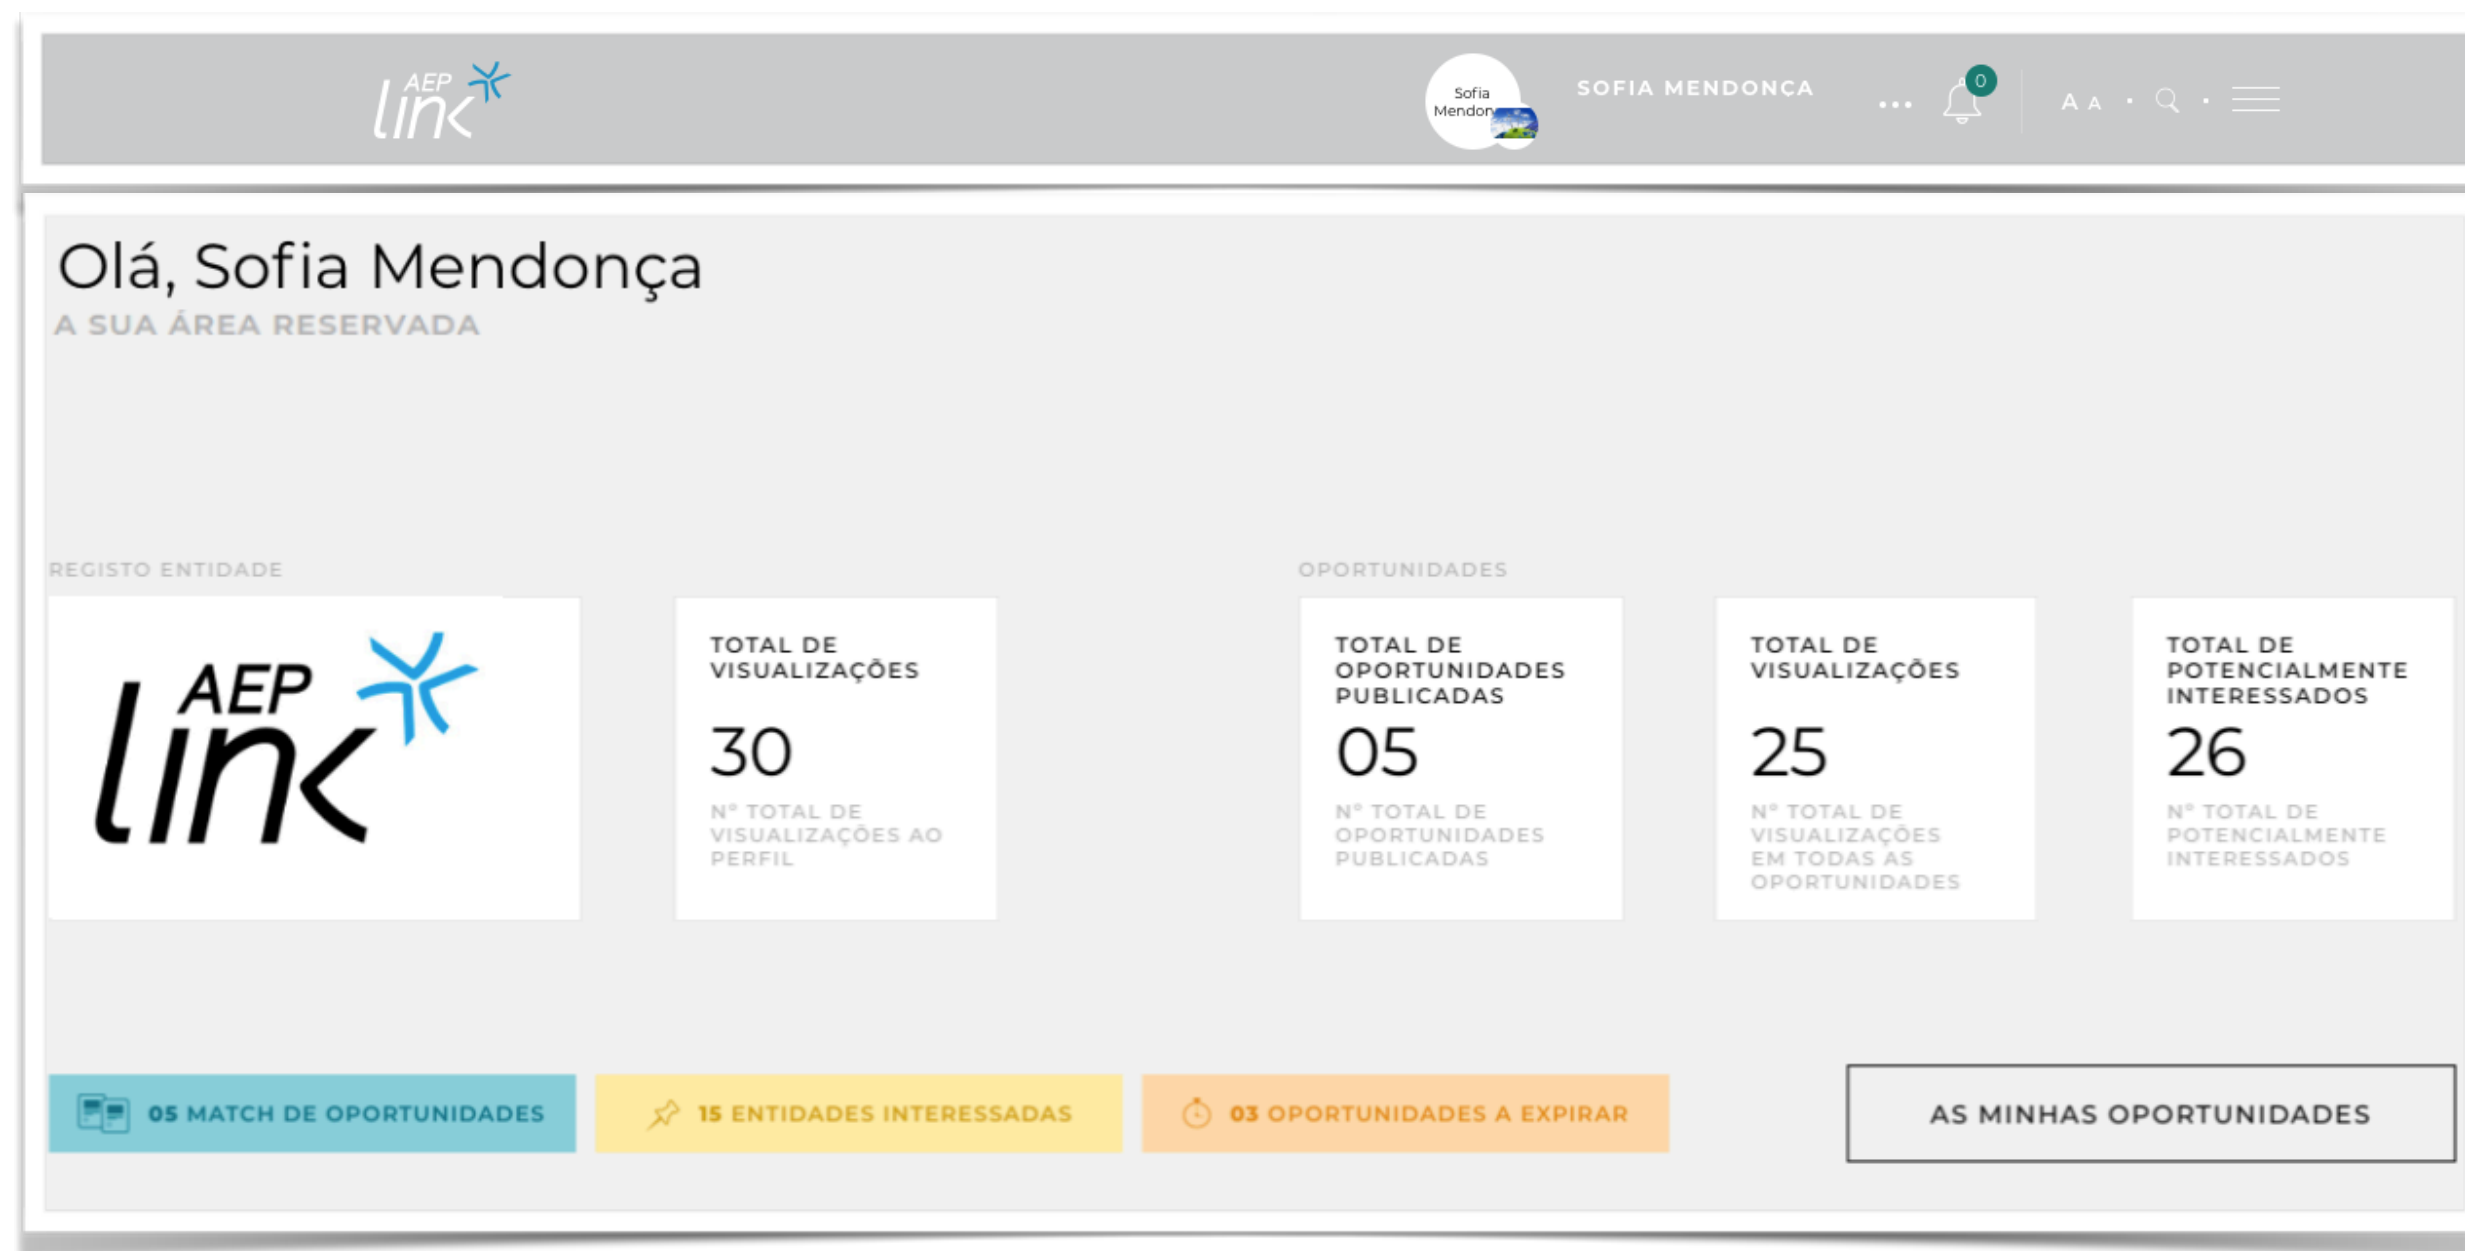 AEP
link
Sofia
Mendon
SOFIA MENDONÇA
0
A A
Olá, Sofia Mendonça
A SUA ÁREA RESERVADA
REGISTO ENTIDADE
AEP
link
TOTAL DE
VISUALIZAÇÕES
30
Nº TOTAL DE
VISUALIZAÇÕES AO
PERFIL
OPORTUNIDADES
TOTAL DE
OPORTUNIDADES
PUBLICADAS
05
Nº TOTAL DE
OPORTUNIDADES
PUBLICADAS
TOTAL DE
VISUALIZAÇÕES
25
Nº TOTAL DE
VISUALIZAÇÕES
EM TODAS AS
OPORTUNIDADES
TOTAL DE
POTENCIALMENTE
INTERESSADOS
26
Nº TOTAL DE
POTENCIALMENTE
INTERESSADOS
05 MATCH DE OPORTUNIDADES
15 ENTIDADES INTERESSADAS
03 OPORTUNIDADES A EXPIRAR
AS MINHAS OPORTUNIDADES